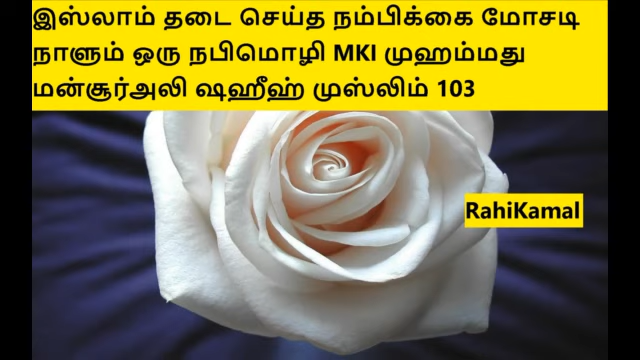 இஸ்லாம் தடை செய்த நம்பிக்கை மோசடி
நாளும் ஒரு நபிமொழி MKI முஹம்மது
மன்சூர்அலி ஷஹீஹ் முஸ்லிம் 103
RahiKamal